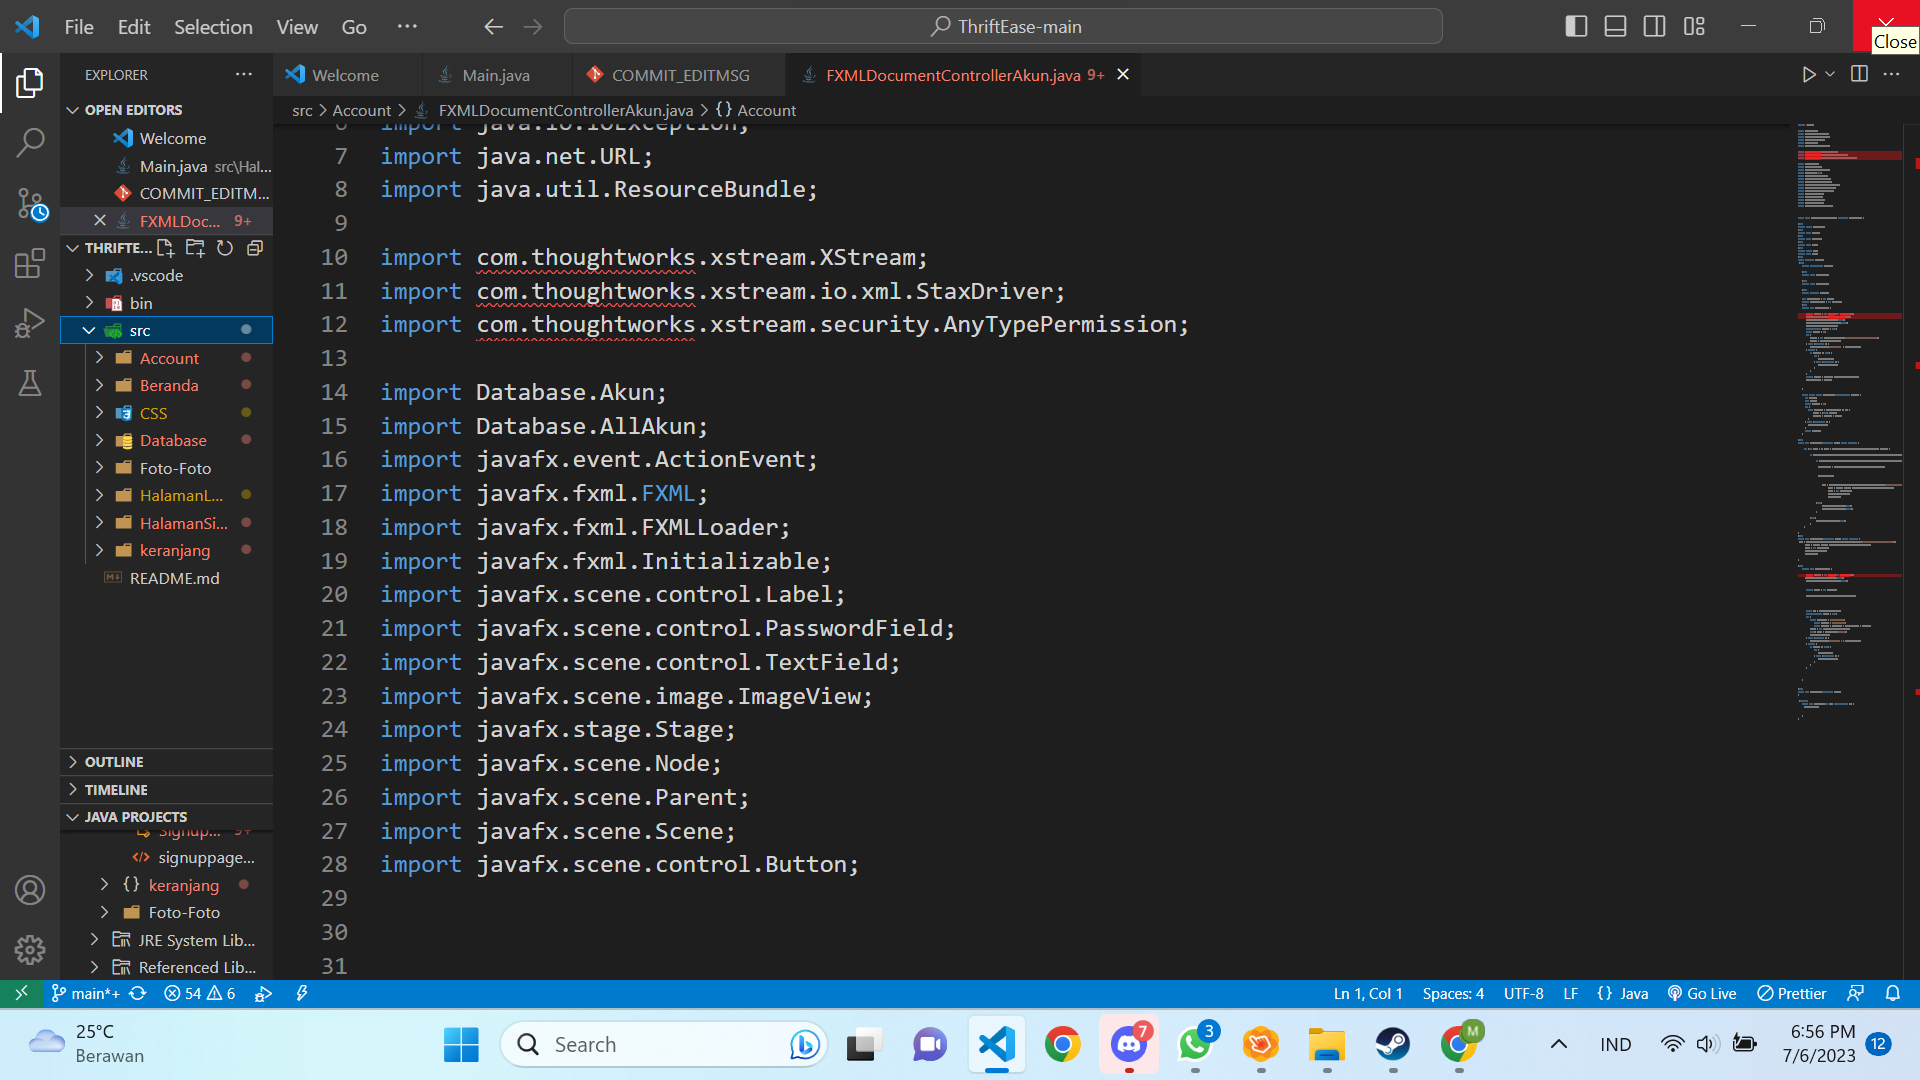 File Edit Selection View Go ···
ThriftEase-main
Close
EXPLORER ···
Welcome
Main.java
COMMIT_EDITMSG
FXMLDocumentControllerAkun.java 9+
src > Account > FXMLDocumentControllerAkun.java > {} Account
OPEN EDITORS
Welcome
Main.java src\Hal...
COMMIT_EDITM...
FXMLDoc... 9+
THRIFTE...
.vscode
bin
src
Account
Beranda
CSS
Database
Foto-Foto
HalamanL...
HalamanSi...
keranjang
README.md
OUTLINE
TIMELINE
JAVA PROJECTS
Signup... 9+
signuppage...
{} keranjang
Foto-Foto
JRE System Lib...
Referenced Lib...
6 import java.io.IOException;
7 import java.net.URL;
8 import java.util.ResourceBundle;
9
10 import com.thoughtworks.xstream.XStream;
11 import com.thoughtworks.xstream.io.xml.StaxDriver;
12 import com.thoughtworks.xstream.security.AnyTypePermission;
13
14 import Database.Akun;
15 import Database.AllAkun;
16 import javafx.event.ActionEvent;
17 import javafx.fxml.FXML;
18 import javafx.fxml.FXMLLoader;
19 import javafx.fxml.Initializable;
20 import javafx.scene.control.Label;
21 import javafx.scene.control.PasswordField;
22 import javafx.scene.control.TextField;
23 import javafx.scene.image.ImageView;
24 import javafx.stage.Stage;
25 import javafx.scene.Node;
26 import javafx.scene.Parent;
27 import javafx.scene.Scene;
28 import javafx.scene.control.Button;
29
30
31
main*+ 54 6
Ln 1, Col 1 Spaces: 4 UTF-8 LF {} Java Go Live Prettier
25°C
Berawan
Search
7
3
M
IND
6:56 PM
7/6/2023
12